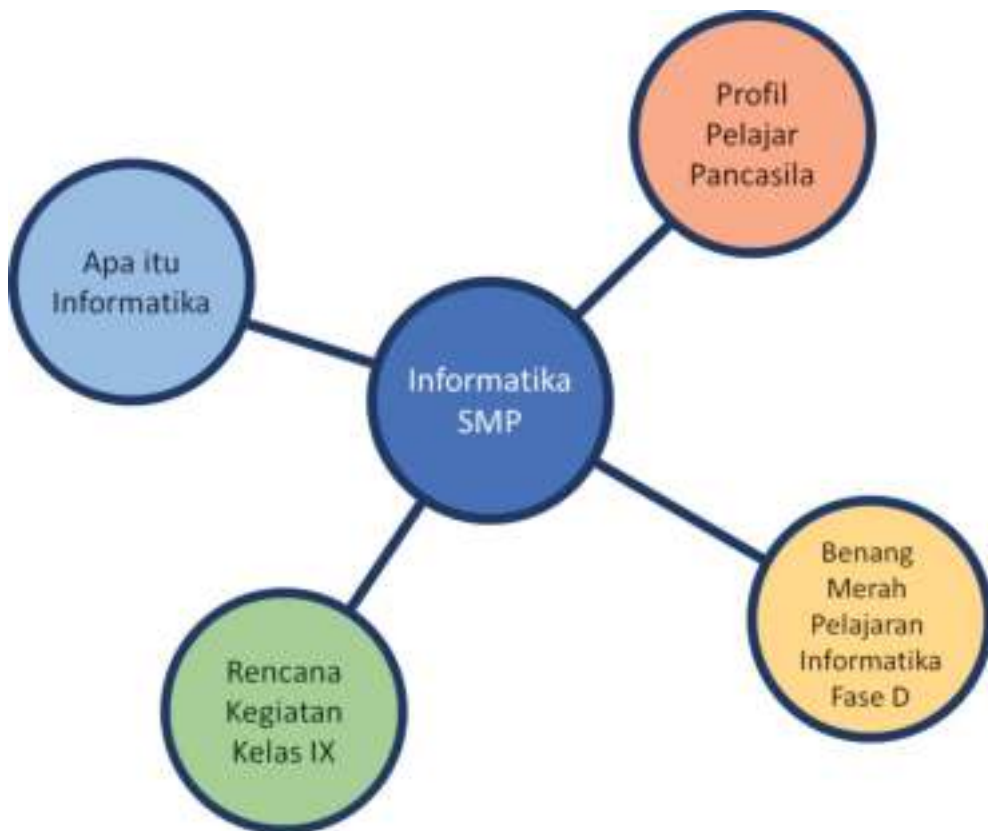 Profil
Pelajar
Pancasila
Apa itu
Informatika
Informatika
SMP
Benang
Merah
Pelajaran
Informatika
Fase D
Rencana
Kegiatan
Kelas IX